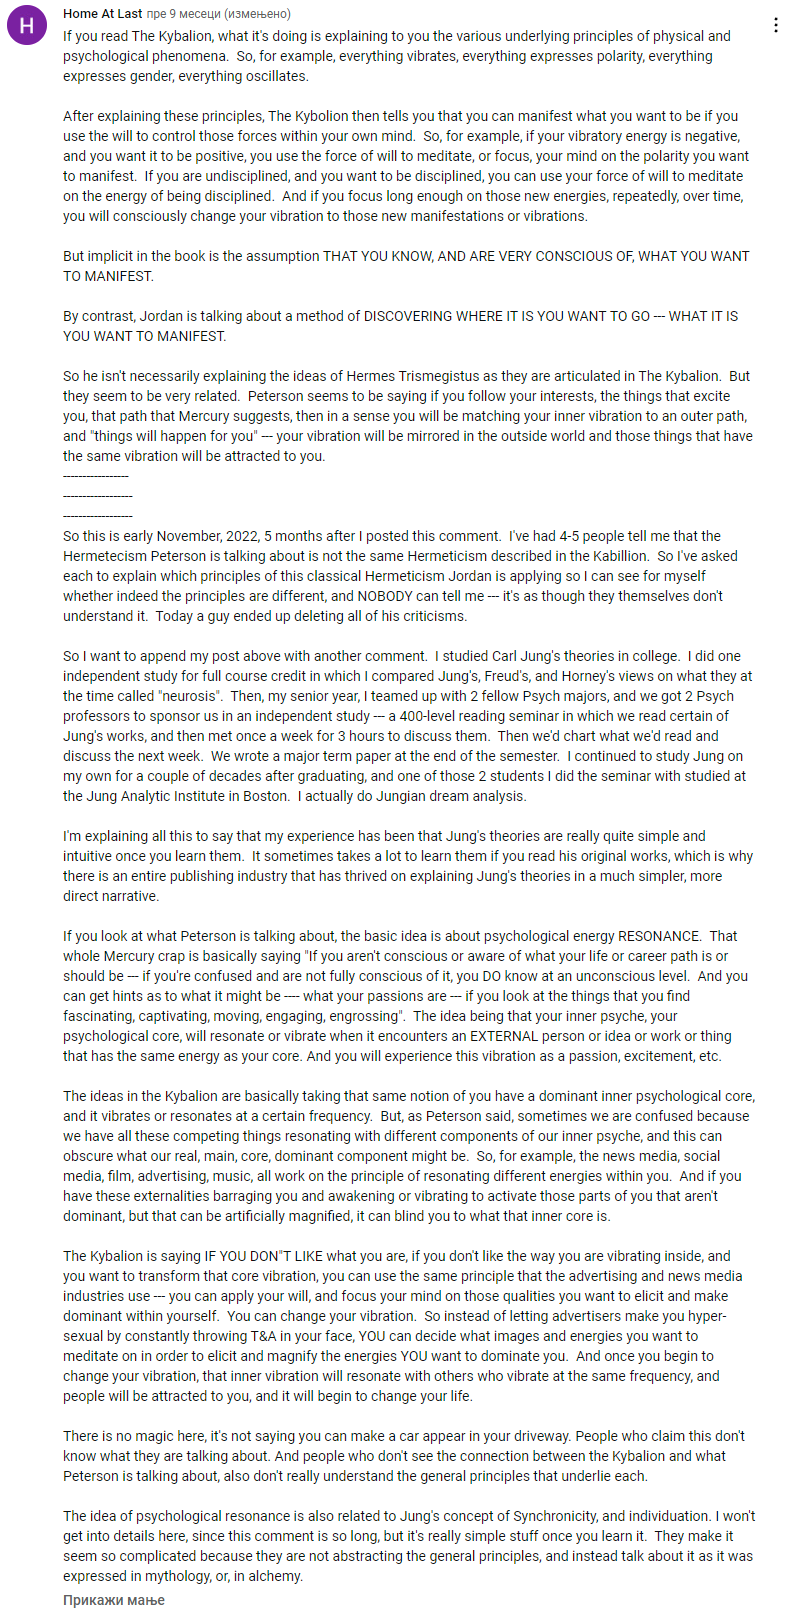 H
Home At Last пре 9 месеци (измењено)
If you read The Kybalion, what it's doing is explaining to you the various underlying principles of physical and
psychological phenomena.  So, for example, everything vibrates, everything expresses polarity, everything
expresses gender, everything oscillates.

After explaining these principles, The Kybolion then tells you that you can manifest what you want to be if you
use the will to control those forces within your own mind.  So, for example, if your vibratory energy is negative,
and you want it to be positive, you use the force of will to meditate, or focus, your mind on the polarity you want
to manifest.  If you are undisciplined, and you want to be disciplined, you can use your force of will to meditate
on the energy of being disciplined.  And if you focus long enough on those new energies, repeatedly, over time,
you will consciously change your vibration to those new manifestations or vibrations.

But implicit in the book is the assumption THAT YOU KNOW, AND ARE VERY CONSCIOUS OF, WHAT YOU WANT
TO MANIFEST.

By contrast, Jordan is talking about a method of DISCOVERING WHERE IT IS YOU WANT TO GO --- WHAT IT IS
YOU WANT TO MANIFEST.

So he isn't necessarily explaining the ideas of Hermes Trismegistus as they are articulated in The Kybalion.  But
they seem to be very related.  Peterson seems to be saying if you follow your interests, the things that excite
you, that path that Mercury suggests, then in a sense you will be matching your inner vibration to an outer path,
and "things will happen for you" --- your vibration will be mirrored in the outside world and those things that have
the same vibration will be attracted to you.
-----------------
------------------
------------------
So this is early November, 2022, 5 months after I posted this comment.  I've had 4-5 people tell me that the
Hermetecism Peterson is talking about is not the same Hermeticism described in the Kabillion.  So I've asked
each to explain which principles of this classical Hermeticism Jordan is applying so I can see for myself
whether indeed the principles are different, and NOBODY can tell me --- it's as though they themselves don't
understand it.  Today a guy ended up deleting all of his criticisms.

So I want to append my post above with another comment.  I studied Carl Jung's theories in college.  I did one
independent study for full course credit in which I compared Jung's, Freud's, and Horney's views on what they at
the time called "neurosis".  Then, my senior year, I teamed up with 2 fellow Psych majors, and we got 2 Psych
professors to sponsor us in an independent study --- a 400-level reading seminar in which we read certain of
Jung's works, and then met once a week for 3 hours to discuss them.  Then we'd chart what we'd read and
discuss the next week.  We wrote a major term paper at the end of the semester.  I continued to study Jung on
my own for a couple of decades after graduating, and one of those 2 students I did the seminar with studied at
the Jung Analytic Institute in Boston.  I actually do Jungian dream analysis.

I'm explaining all this to say that my experience has been that Jung's theories are really quite simple and
intuitive once you learn them.  It sometimes takes a lot to learn them if you read his original works, which is why
there is an entire publishing industry that has thrived on explaining Jung's theories in a much simpler, more
direct narrative.

If you look at what Peterson is talking about, the basic idea is about psychological energy RESONANCE.  That
whole Mercury crap is basically saying "If you aren't conscious or aware of what your life or career path is or
should be --- if you're confused and are not fully conscious of it, you DO know at an unconscious level.  And you
can get hints as to what it might be ---- what your passions are --- if you look at the things that you find
fascinating, captivating, moving, engaging, engrossing".  The idea being that your inner psyche, your
psychological core, will resonate or vibrate when it encounters an EXTERNAL person or idea or work or thing
that has the same energy as your core. And you will experience this vibration as a passion, excitement, etc.

The ideas in the Kybalion are basically taking that same notion of you have a dominant inner psychological core,
and it vibrates or resonates at a certain frequency.  But, as Peterson said, sometimes we are confused because
we have all these competing things resonating with different components of our inner psyche, and this can
obscure what our real, main, core, dominant component might be.  So, for example, the news media, social
media, film, advertising, music, all work on the principle of resonating different energies within you.  And if you
have these externalities barraging you and awakening or vibrating to activate those parts of you that aren't
dominant, but that can be artificially magnified, it can blind you to what that inner core is.

The Kybalion is saying IF YOU DON"T LIKE what you are, if you don't like the way you are vibrating inside, and
you want to transform that core vibration, you can use the same principle that the advertising and news media
industries use --- you can apply your will, and focus your mind on those qualities you want to elicit and make
dominant within yourself.  You can change your vibration.  So instead of letting advertisers make you hyper-
sexual by constantly throwing T&A in your face, YOU can decide what images and energies you want to
meditate on in order to elicit and magnify the energies YOU want to dominate you.  And once you begin to
change your vibration, that inner vibration will resonate with others who vibrate at the same frequency, and
people will be attracted to you, and it will begin to change your life.

There is no magic here, it's not saying you can make a car appear in your driveway. People who claim this don't
know what they are talking about. And people who don't see the connection between the Kybalion and what
Peterson is talking about, also don't really understand the general principles that underlie each.

The idea of psychological resonance is also related to Jung's concept of Synchronicity, and individuation. I won't
get into details here, since this comment is so long, but it's really simple stuff once you learn it.  They make it
seem so complicated because they are not abstracting the general principles, and instead talk about it as it was
expressed in mythology, or, in alchemy.
Прикажи мање